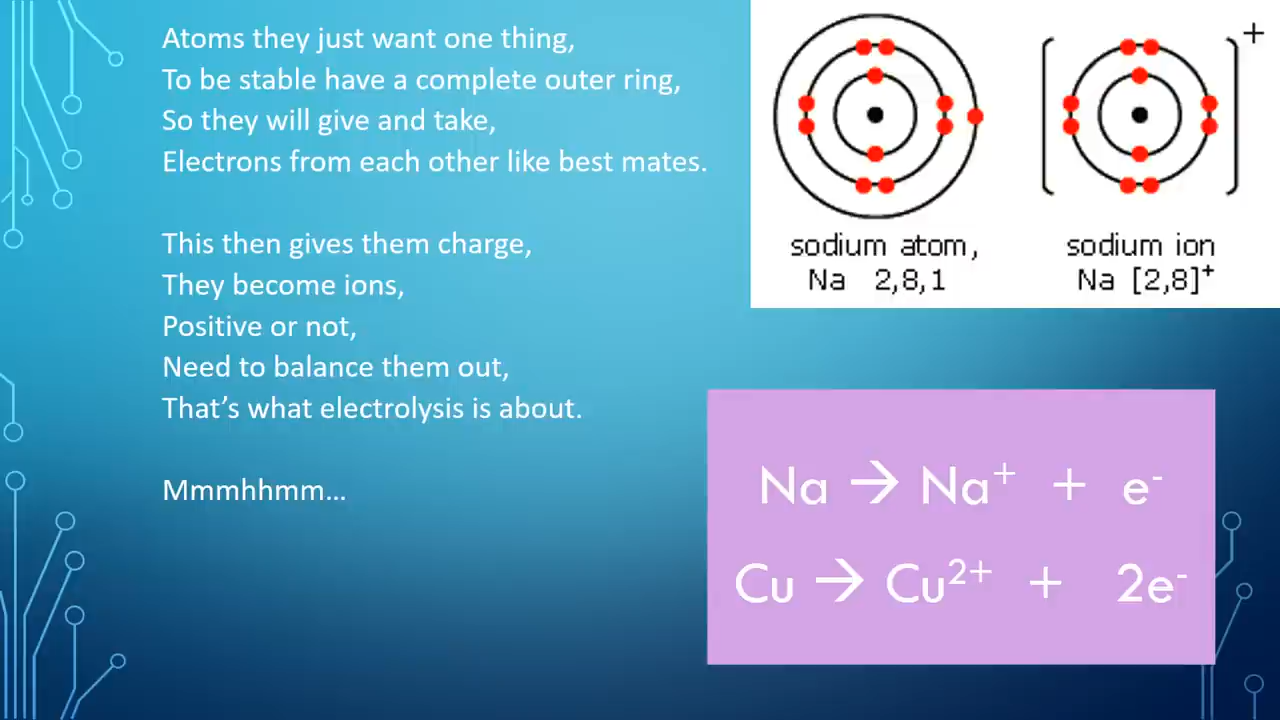 Atoms they just want one thing,
To be stable have a complete outer ring,
So they will give and take,
Electrons from each other like best mates.
This then gives them charge,
They become ions,
Positive or not,
Need to balance them out,
That's what electrolysis is about.
Mmmhhmm…
+
sodium atom,
Na 2,8,1
sodium ion
Na [2,8]⁺
Na → Na⁺ + e⁻
Cu → Cu²⁺ + 2e⁻